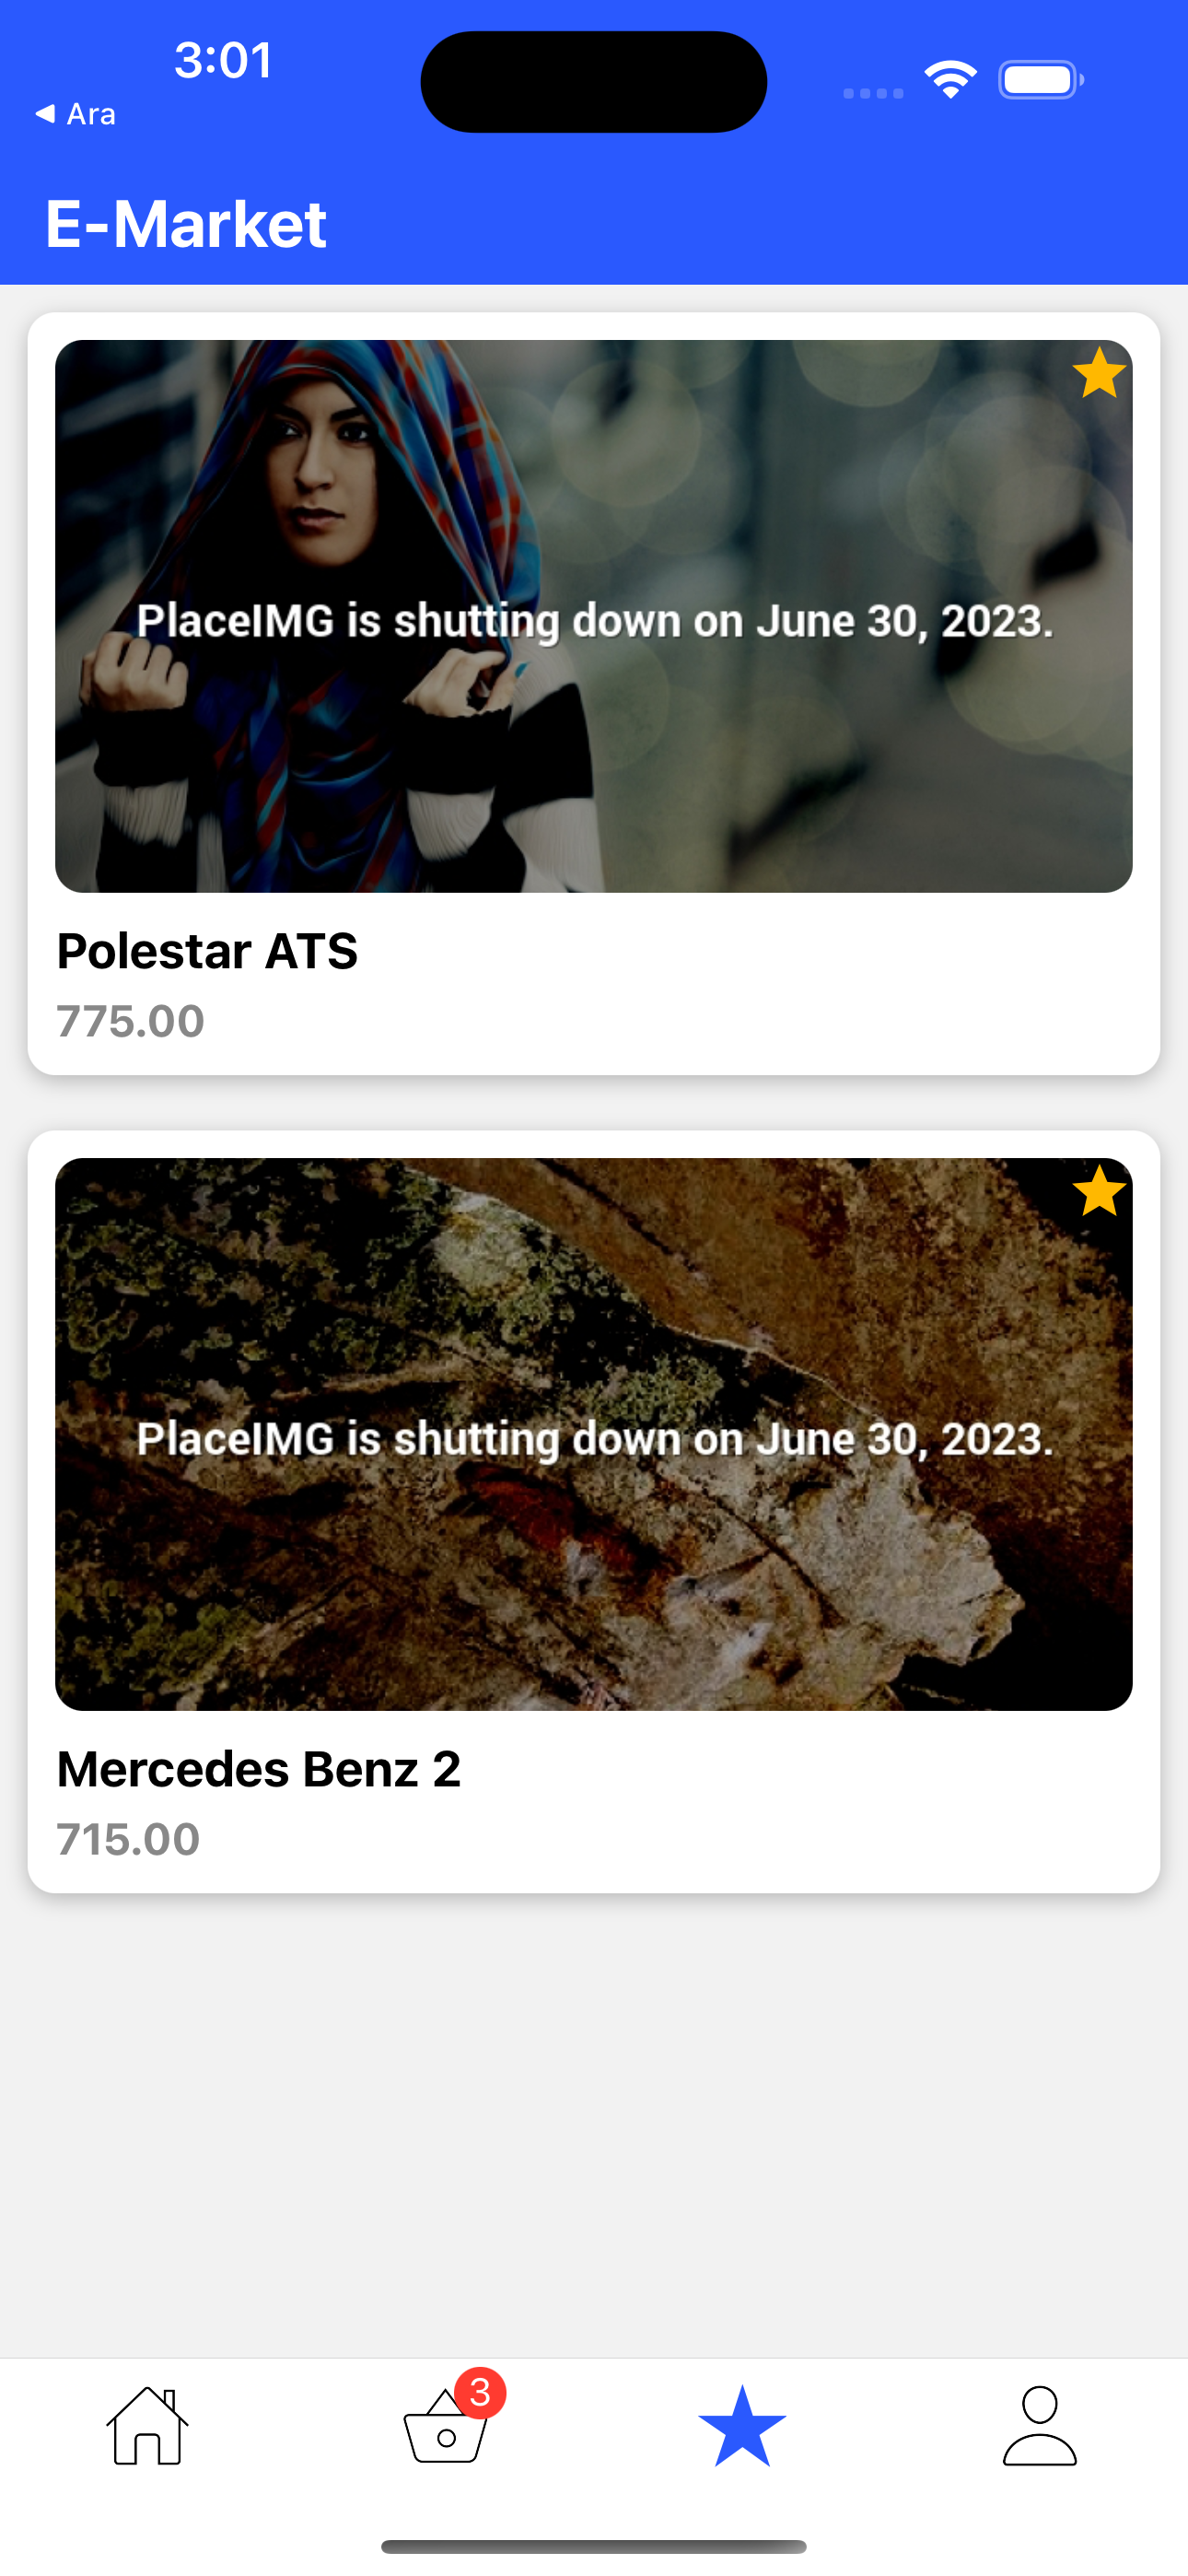 3:01
◀ Ara
E-Market
PlaceIMG is shutting down on June 30, 2023.
Polestar ATS
775.00
PlaceIMG is shutting down on June 30, 2023.
Mercedes Benz 2
715.00
3